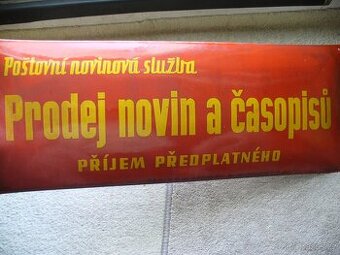 Poštovní novinová služba
Prodej novin a časopisů
PŘÍJEM PŘEDPLATNÉHO